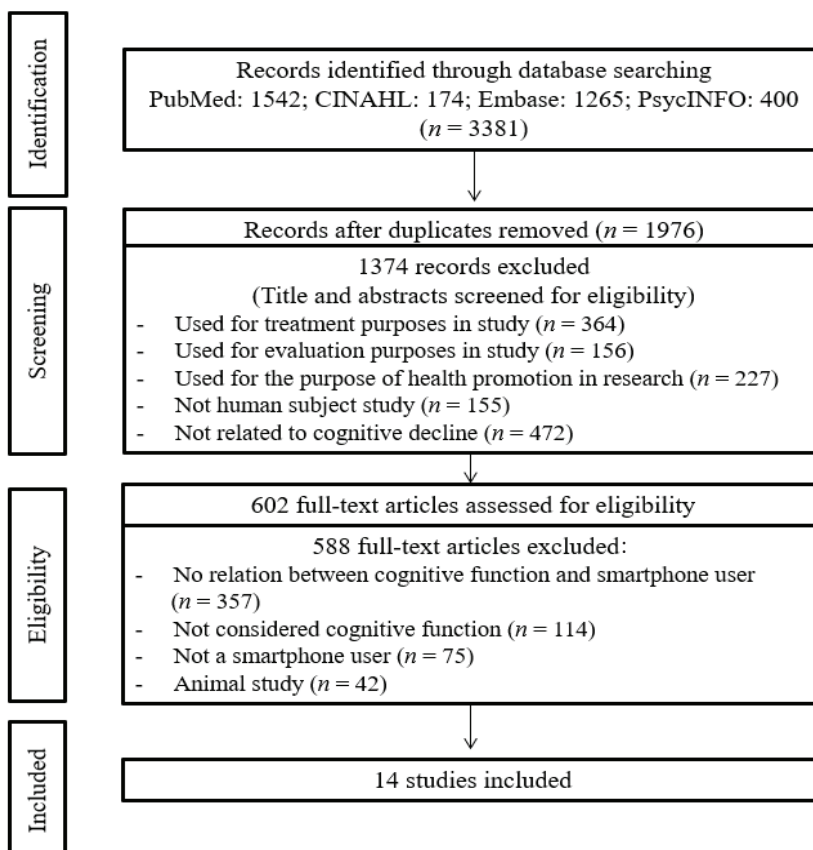 Identification
Records identified through database searching
PubMed: 1542; CINAHL: 174; Embase: 1265; PsycINFO: 400
(n = 3381)
Screening
Records after duplicates removed (n = 1976)
1374 records excluded
(Title and abstracts screened for eligibility)
- Used for treatment purposes in study (n = 364)
- Used for evaluation purposes in study (n = 156)
- Used for the purpose of health promotion in research (n = 227)
- Not human subject study (n = 155)
- Not related to cognitive decline (n = 472)
Eligibility
602 full-text articles assessed for eligibility
588 full-text articles excluded:
- No relation between cognitive function and smartphone user
(n = 357)
- Not considered cognitive function (n = 114)
- Not a smartphone user (n = 75)
- Animal study (n = 42)
Included
14 studies included